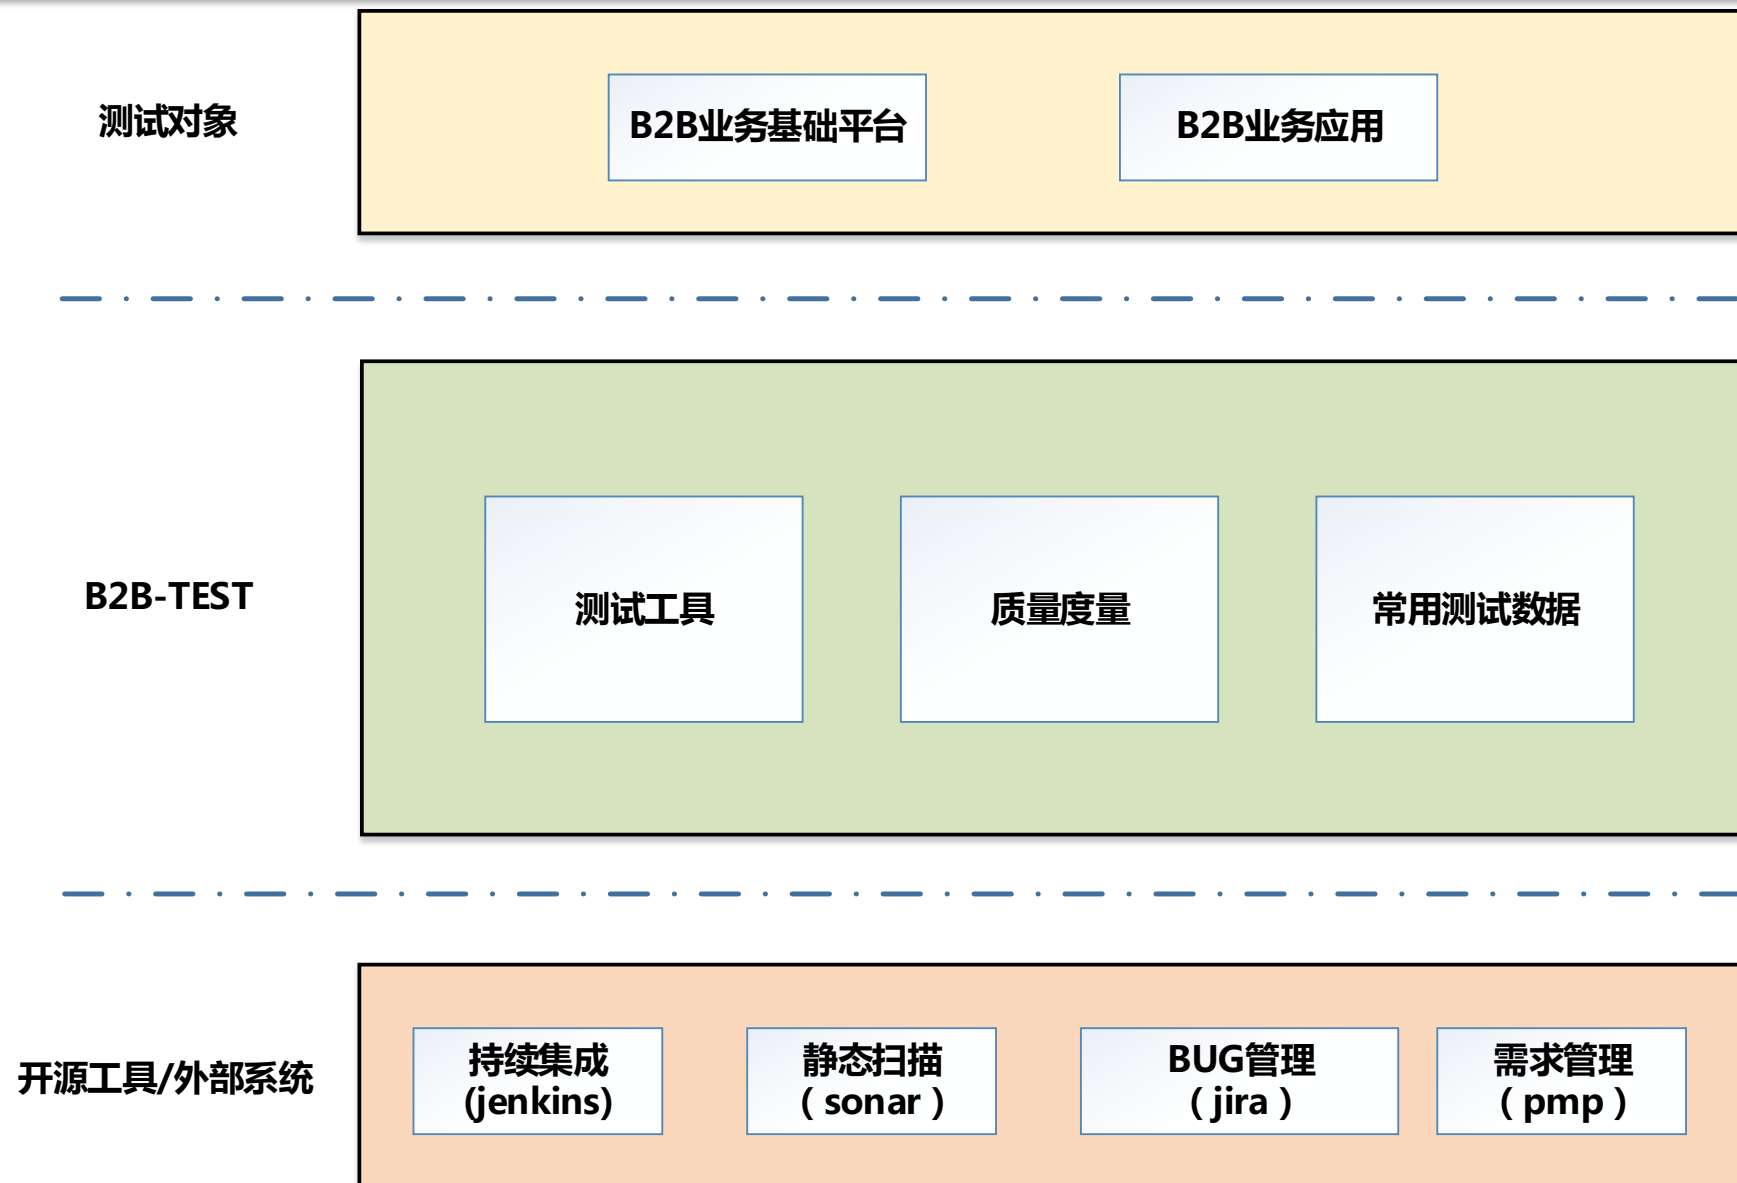 测试对象
B2B业务基础平台
B2B业务应用
B2B-TEST
测试工具
质量度量
常用测试数据
开源工具/外部系统
持续集成
(jenkins)
静态扫描
（sonar）
BUG管理
（jira）
需求管理
（pmp）